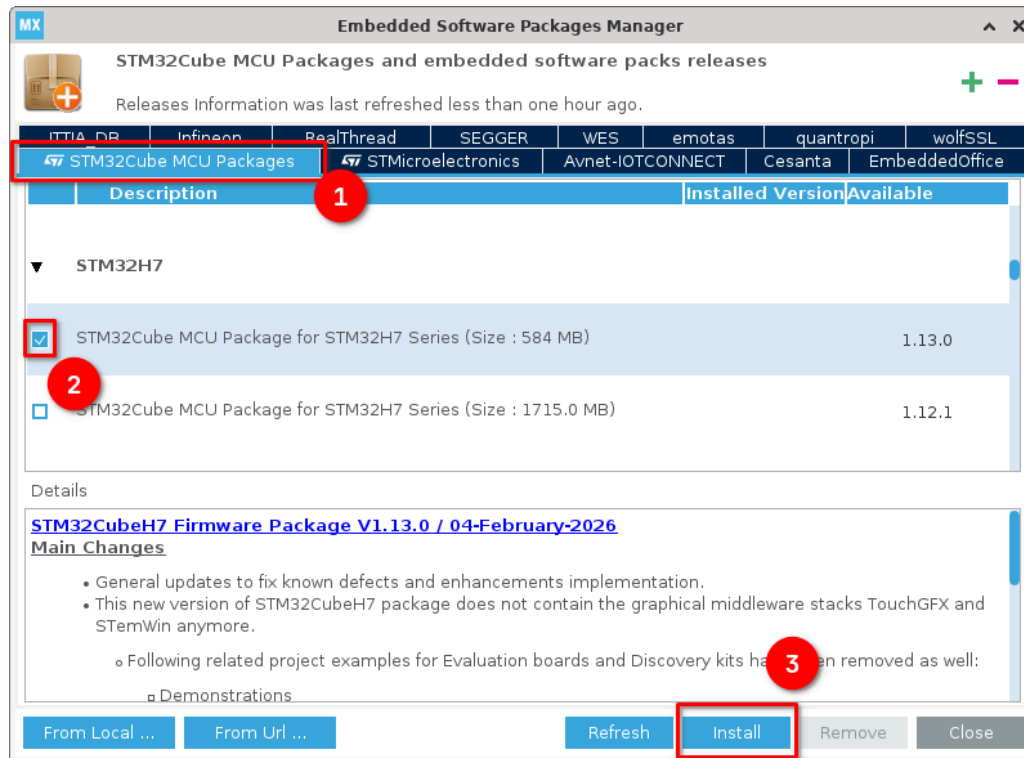 MX Embedded Software Packages Manager
STM32Cube MCU Packages and embedded software packs releases
Releases Information was last refreshed less than one hour ago.
ITTIA_DB Infineon RealThread SEGGER WES emotas quantropi wolfSSL
STM32Cube MCU Packages STMicroelectronics Avnet-IOTCONNECT Cesanta EmbeddedOffice
1
Description Installed Version Available
STM32H7
STM32Cube MCU Package for STM32H7 Series (Size : 584 MB) 1.13.0
2
STM32Cube MCU Package for STM32H7 Series (Size : 1715.0 MB) 1.12.1
Details
STM32CubeH7 Firmware Package V1.13.0 / 04-February-2026
Main Changes
General updates to fix known defects and enhancements implementation.
This new version of STM32CubeH7 package does not contain the graphical middleware stacks TouchGFX and
STemWin anymore.
Following related project examples for Evaluation boards and Discovery kits removed as well:
3
Demonstrations
From Local ... From Url ... Refresh Install Remove Close